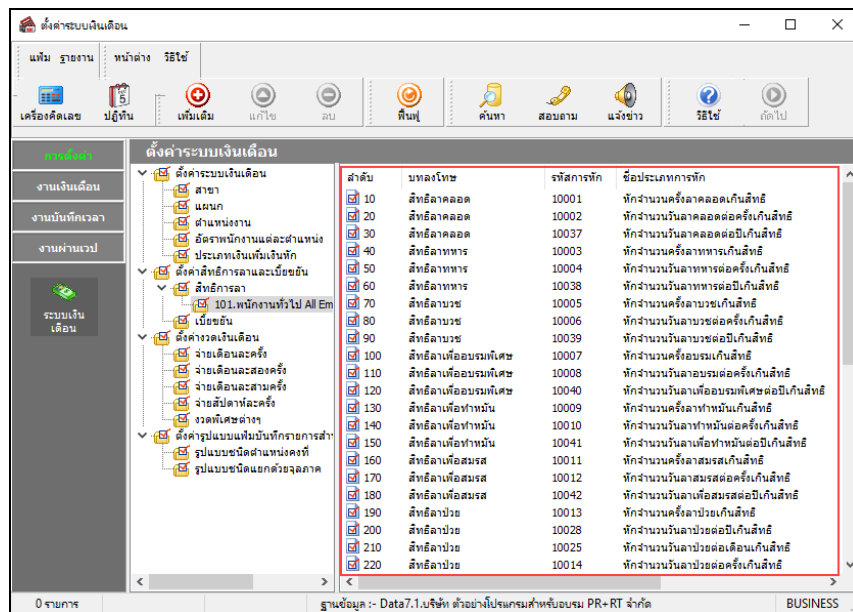 ตั้งค่าระบบเงินเดือน
แฟ้ม รายงาน หน้าต่าง วิธีใช้
เครื่องคิดเลข ปฏิทิน เพิ่มเติม แก้ไข ลบ ฟื้นฟู ค้นหา สอบถาม แจ้งข่าว วิธีใช้ ถัดไป
การตั้งค่า
งานเงินเดือน
งานบันทึกเวลา
งานผ่านเวป
ระบบเงิน
เดือน
ตั้งค่าระบบเงินเดือน
ตั้งค่าระบบเงินเดือน
สาขา
แผนก
ตำแหน่งงาน
อัตราพนักงานแต่ละตำแหน่ง
ประเภทเงินเพิ่มเงินหัก
ตั้งค่าสิทธิการลาและเบี้ยขยัน
สิทธิการลา
101.พนักงานทั่วไป All Em
เบี้ยขยัน
ตั้งค่างวดเงินเดือน
จ่ายเดือนละครั้ง
จ่ายเดือนละสองครั้ง
จ่ายเดือนละสามครั้ง
จ่ายสัปดาห์ละครั้ง
งวดพิเศษต่างๆ
ตั้งค่ารูปแบบแฟ้มบันทึกรายการสำ
รูปแบบชนิดตำแหน่งคงที่
รูปแบบชนิดแยกด้วยจุลภาค
ลำดับ บทลงโทษ รหัสการหัก ชื่อประเภทการหัก
10 สิทธิลาคลอด 10001 หักจำนวนครั้งลาคลอดเกินสิทธิ
20 สิทธิลาคลอด 10002 หักจำนวนวันลาคลอดต่อครั้งเกินสิทธิ
30 สิทธิลาคลอด 10037 หักจำนวนวันลาคลอดต่อปีเกินสิทธิ
40 สิทธิลาทหาร 10003 หักจำนวนครั้งลาทหารเกินสิทธิ
50 สิทธิลาทหาร 10004 หักจำนวนวันลาทหารต่อครั้งเกินสิทธิ
60 สิทธิลาทหาร 10038 หักจำนวนวันลาทหารต่อปีเกินสิทธิ
70 สิทธิลาบวช 10005 หักจำนวนครั้งลาบวชเกินสิทธิ
80 สิทธิลาบวช 10006 หักจำนวนวันลาบวชต่อครั้งเกินสิทธิ
90 สิทธิลาบวช 10039 หักจำนวนวันลาบวชต่อปีเกินสิทธิ
100 สิทธิลาเพื่ออบรมพิเศษ 10007 หักจำนวนครั้งอบรมเกินสิทธิ
110 สิทธิลาเพื่ออบรมพิเศษ 10008 หักจำนวนวันลาอบรมต่อครั้งเกินสิทธิ
120 สิทธิลาเพื่ออบรมพิเศษ 10040 หักจำนวนวันลาเพื่ออบรมพิเศษต่อปีเกินสิทธิ
130 สิทธิลาเพื่อทำหมัน 10009 หักจำนวนครั้งลาทำหมันเกินสิทธิ
140 สิทธิลาเพื่อทำหมัน 10010 หักจำนวนวันลาทำหมันต่อครั้งเกินสิทธิ
150 สิทธิลาเพื่อทำหมัน 10041 หักจำนวนวันลาเพื่อทำหมันต่อปีเกินสิทธิ
160 สิทธิลาเพื่อสมรส 10011 หักจำนวนครั้งลาสมรสเกินสิทธิ
170 สิทธิลาเพื่อสมรส 10012 หักจำนวนวันลาสมรสต่อครั้งเกินสิทธิ
180 สิทธิลาเพื่อสมรส 10042 หักจำนวนวันลาเพื่อสมรสต่อปีเกินสิทธิ
190 สิทธิลาป่วย 10013 หักจำนวนครั้งลาป่วยเกินสิทธิ
200 สิทธิลาป่วย 10028 หักจำนวนวันลาป่วยต่อปีเกินสิทธิ
210 สิทธิลาป่วย 10025 หักจำนวนวันลาป่วยต่อเดือนเกินสิทธิ
220 สิทธิลาป่วย 10014 หักจำนวนวันลาป่วยต่อครั้งเกินสิทธิ
0 รายการ ฐานข้อมูล :- Data7.1.บริษัท ตัวอย่างโปรแกรมสำหรับอบรม PR+RT จำกัด BUSINESS